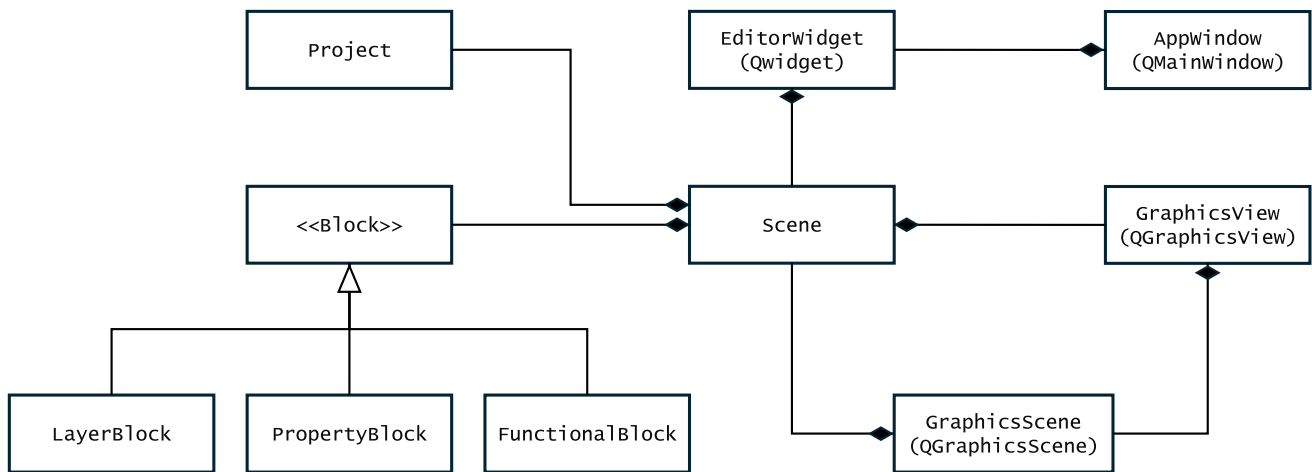 Project
EditorWidget
(Qwidget)
AppWindow
(QMainWindow)
<<Block>>
Scene
GraphicsView
(QGraphicsView)
LayerBlock
PropertyBlock
FunctionalBlock
GraphicsScene
(QGraphicsScene)